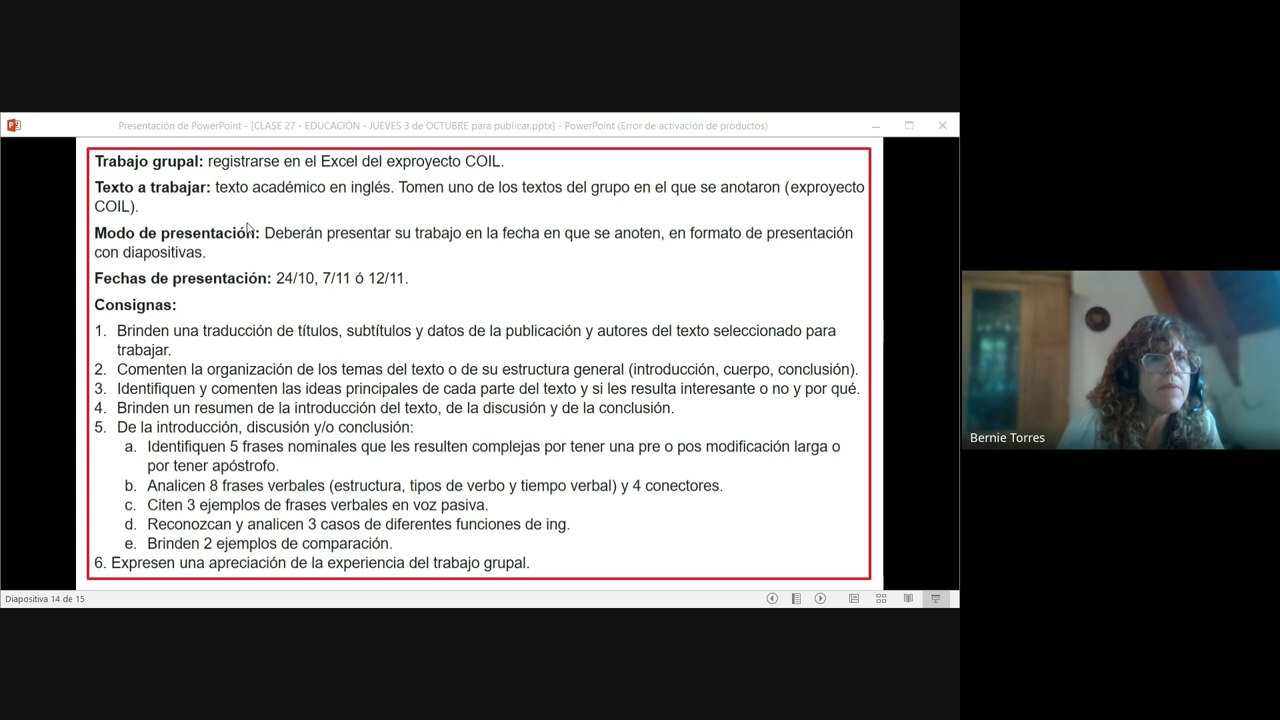 Presentación de PowerPoint - [CLASE 27 - EDUCACIÓN - JUEVES 3 de OCTUBRE para publicar.pptx] - PowerPoint (Error de activación de productos)
Trabajo grupal: registrarse en el Excel del exproyecto COIL.
Texto a trabajar: texto académico en inglés. Tomen uno de los textos del grupo en el que se anotaron (exproyecto
COIL).
Modo de presentación: Deberán presentar su trabajo en la fecha en que se anoten, en formato de presentación
con diapositivas.
Fechas de presentación: 24/10, 7/11 ó 12/11.
Consignas:
1. Brinden una traducción de títulos, subtítulos y datos de la publicación y autores del texto seleccionado para
trabajar.
2. Comenten la organización de los temas del texto o de su estructura general (introducción, cuerpo, conclusión).
3. Identifiquen y comenten las ideas principales de cada parte del texto y si les resulta interesante o no y por qué.
4. Brinden un resumen de la introducción del texto, de la discusión y de la conclusión.
5. De la introducción, discusión y/o conclusión:
a. Identifiquen 5 frases nominales que les resulten complejas por tener una pre o pos modificación larga o
por tener apóstrofo.
b. Analicen 8 frases verbales (estructura, tipos de verbo y tiempo verbal) y 4 conectores.
c. Citen 3 ejemplos de frases verbales en voz pasiva.
d. Reconozcan y analicen 3 casos de diferentes funciones de ing.
e. Brinden 2 ejemplos de comparación.
6. Expresen una apreciación de la experiencia del trabajo grupal.
Diapositiva 14 de 15
Bernie Torres